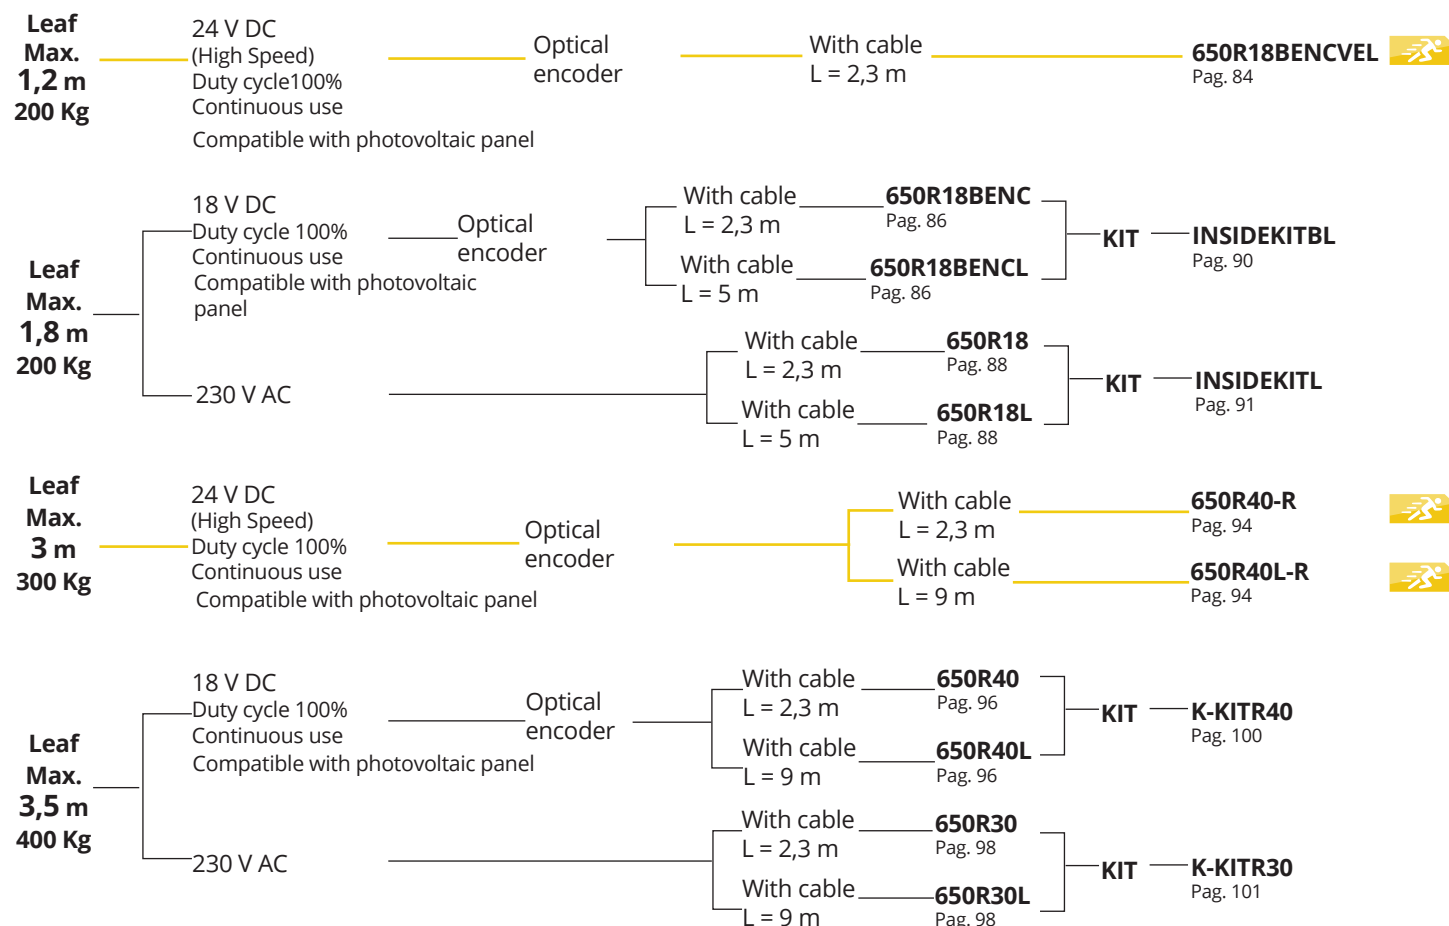 Leaf
Max.
1,2 m
200 Kg
24 V DC
(High Speed)
Duty cycle100%
Continuous use
Compatible with photovoltaic panel
Optical
encoder
With cable
L = 2,3 m
650R18BENCVEL
Pag. 84
Leaf
Max.
1,8 m
200 Kg
18 V DC
Duty cycle 100%
Continuous use
Compatible with photovoltaic
panel
Optical
encoder
With cable
L = 2,3 m
650R18BENC
Pag. 86
With cable
L = 5 m
650R18BENCL
Pag. 86
KIT
INSIDEKITBL
Pag. 90
230 V AC
With cable
L = 2,3 m
650R18
Pag. 88
With cable
L = 5 m
650R18L
Pag. 88
KIT
INSIDEKITL
Pag. 91
Leaf
Max.
3 m
300 Kg
24 V DC
(High Speed)
Duty cycle 100%
Continuous use
Compatible with photovoltaic panel
Optical
encoder
With cable
L = 2,3 m
650R40-R
Pag. 94
With cable
L = 9 m
650R40L-R
Pag. 94
Leaf
Max.
3,5 m
400 Kg
18 V DC
Duty cycle 100%
Continuous use
Compatible with photovoltaic panel
Optical
encoder
With cable
L = 2,3 m
650R40
Pag. 96
With cable
L = 9 m
650R40L
Pag. 96
KIT
K-KITR40
Pag. 100
230 V AC
With cable
L = 2,3 m
650R30
Pag. 98
With cable
L = 9 m
650R30L
Pag. 98
KIT
K-KITR30
Pag. 101